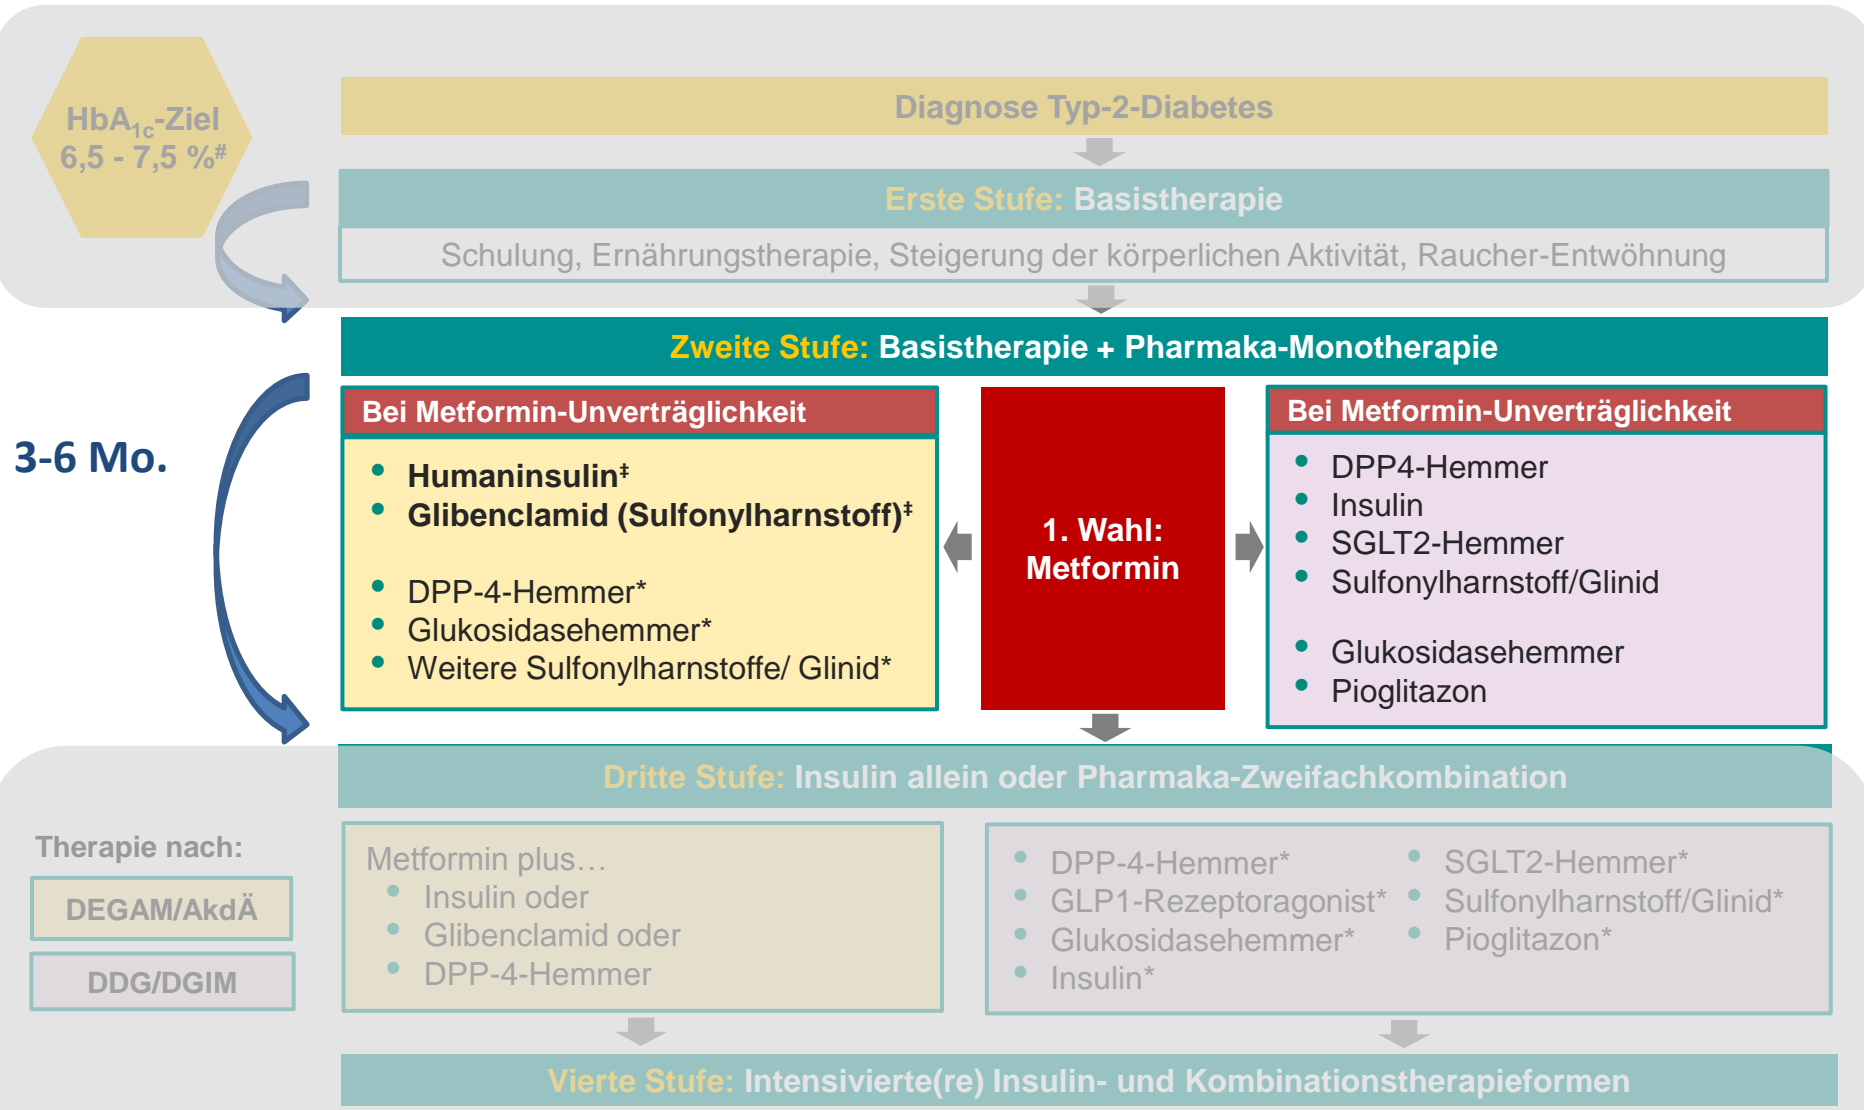 HbA1c-Ziel
6,5 - 7,5 %#
Diagnose Typ-2-Diabetes
Erste Stufe: Basistherapie
Schulung, Ernährungstherapie, Steigerung der körperlichen Aktivität, Raucher-Entwöhnung
Zweite Stufe: Basistherapie + Pharmaka-Monotherapie
3-6 Mo.
Bei Metformin-Unverträglichkeit
• Humaninsulin‡
• Glibenclamid (Sulfonylharnstoff)‡
• DPP-4-Hemmer*
• Glukosidasehemmer*
• Weitere Sulfonylharnstoffe/ Glinid*
1. Wahl:
Metformin
Bei Metformin-Unverträglichkeit
• DPP4-Hemmer
• Insulin
• SGLT2-Hemmer
• Sulfonylharnstoff/Glinid
• Glukosidasehemmer
• Pioglitazon
Dritte Stufe: Insulin allein oder Pharmaka-Zweifachkombination
Therapie nach:
DEGAM/AkdÄ
DDG/DGIM
Metformin plus…
• Insulin oder
• Glibenclamid oder
• DPP-4-Hemmer
• DPP-4-Hemmer*
• GLP1-Rezeptoragonist*
• Glukosidasehemmer*
• Insulin*
• SGLT2-Hemmer*
• Sulfonylharnstoff/Glinid*
• Pioglitazon*
Vierte Stufe: Intensivierte(re) Insulin- und Kombinationstherapieformen